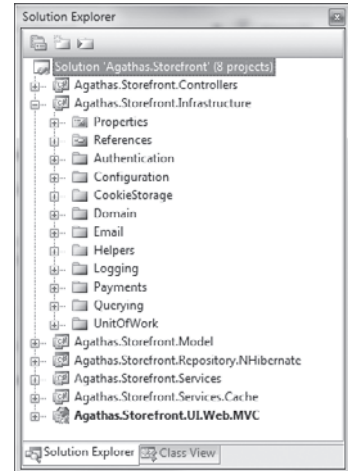 Solution Explorer
Solution 'Agathas.Storefront' (8 projects)
Agathas.Storefront.Controllers
Agathas.Storefront.Infrastructure
Properties
References
Authentication
Configuration
CookieStorage
Domain
Email
Helpers
Logging
Payments
Querying
UnitOfWork
Agathas.Storefront.Model
Agathas.Storefront.Repository.NHibernate
Agathas.Storefront.Services
Agathas.Storefront.Services.Cache
Agathas.Storefront.UI.Web.MVC
Solution Explorer Class View